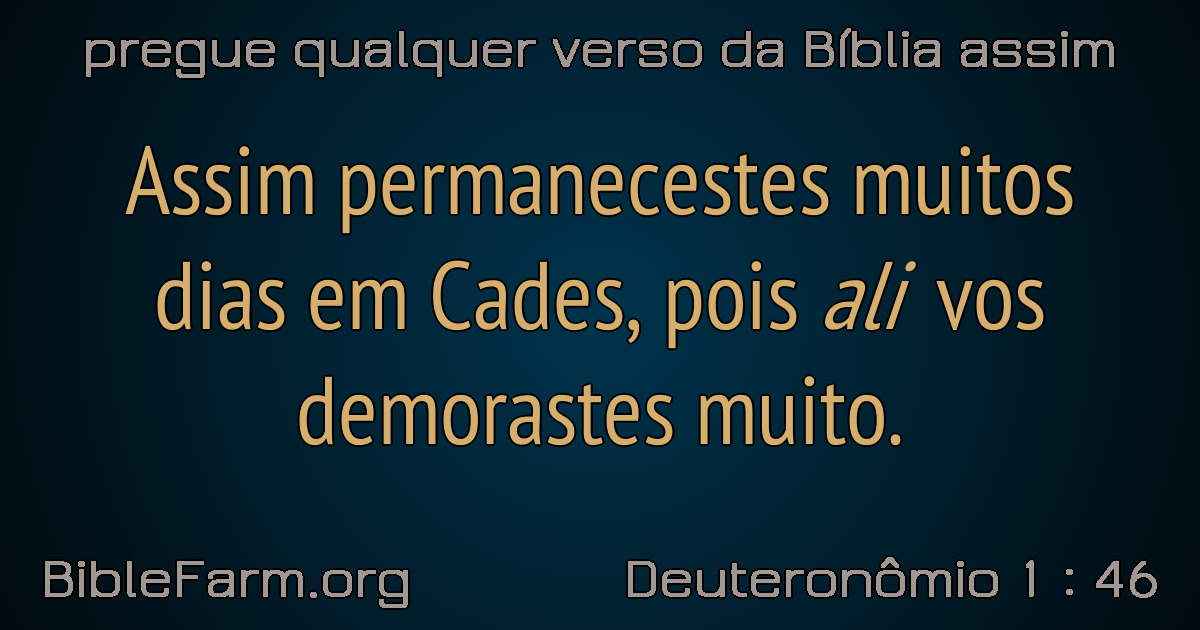 pregue qualquer verso da Bíblia assim
Assim permanecestes muitos
dias em Cades, pois ali vos
demorastes muito.
BibleFarm.org
Deuteronômio 1 : 46